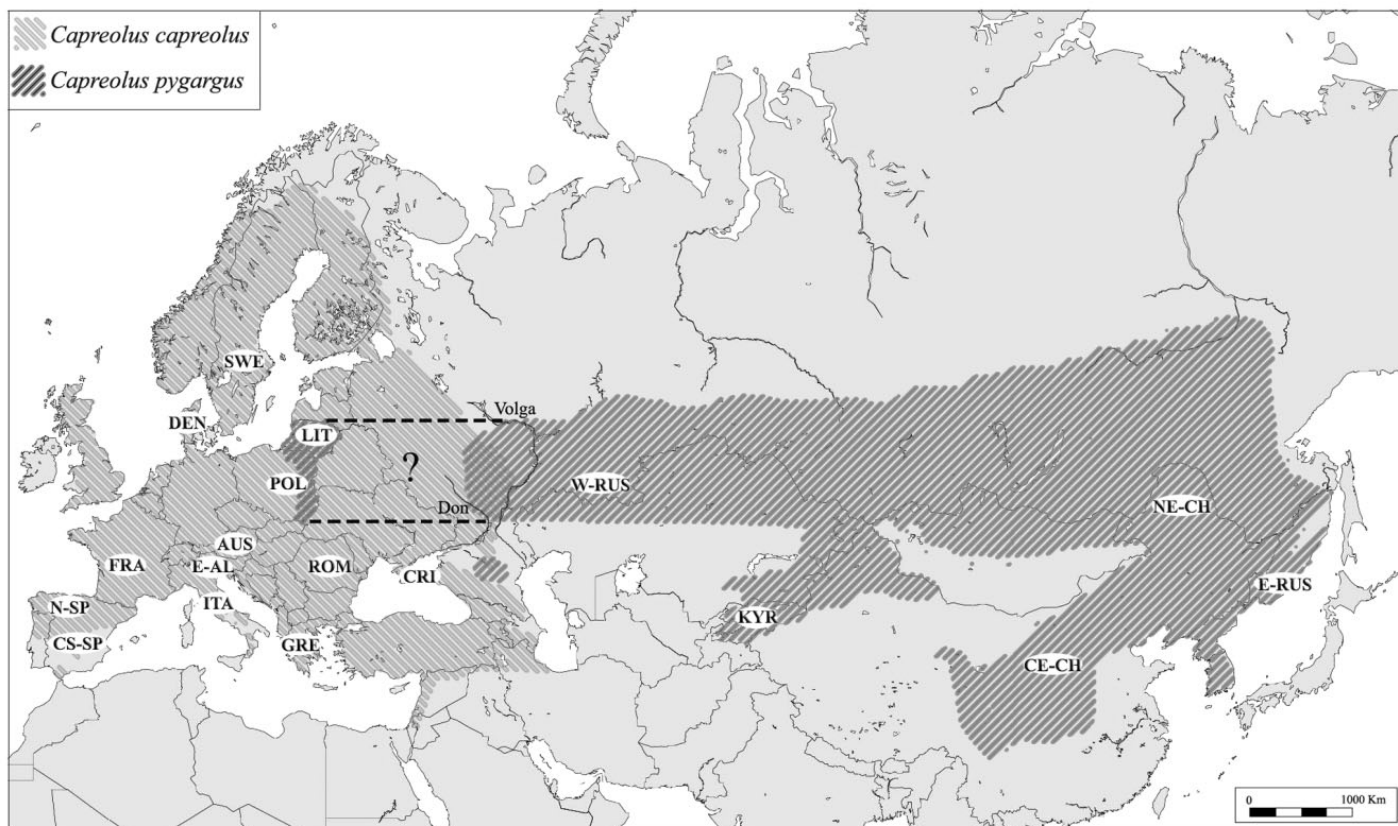 Capreolus capreolus
Capreolus pygargus
SWE
Volga
DEN
LIT
?
POL
W-RUS
Don
NE-CH
AUS
FRA
E-AL
ROM
CRI
E-RUS
N-SP
ITA
KYR
CS-SP
GRE
CE-CH
0 1000 Km